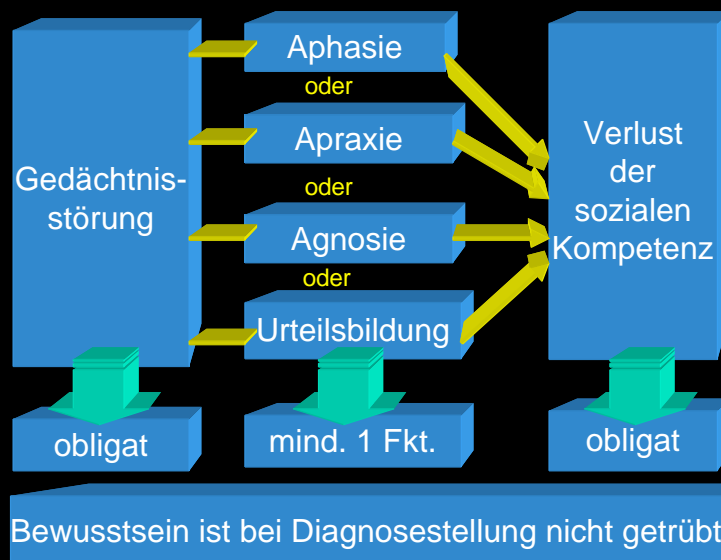 Gedächtnis-
störung
Aphasie
oder
Apraxie
oder
Agnosie
oder
Urteilsbildung
Verlust
der
sozialen
Kompetenz
obligat
mind. 1 Fkt.
obligat
Bewusstsein ist bei Diagnosestellung nicht getrübt